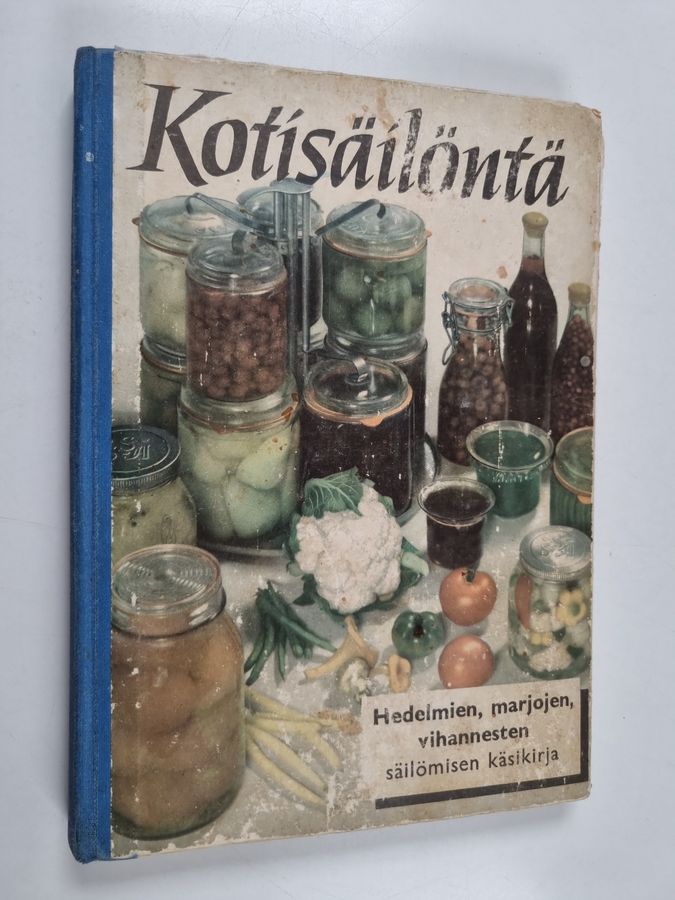 Kotisäilöntä
Hedelmien, marjojen,
vihannesten
säilömisen käsikirja